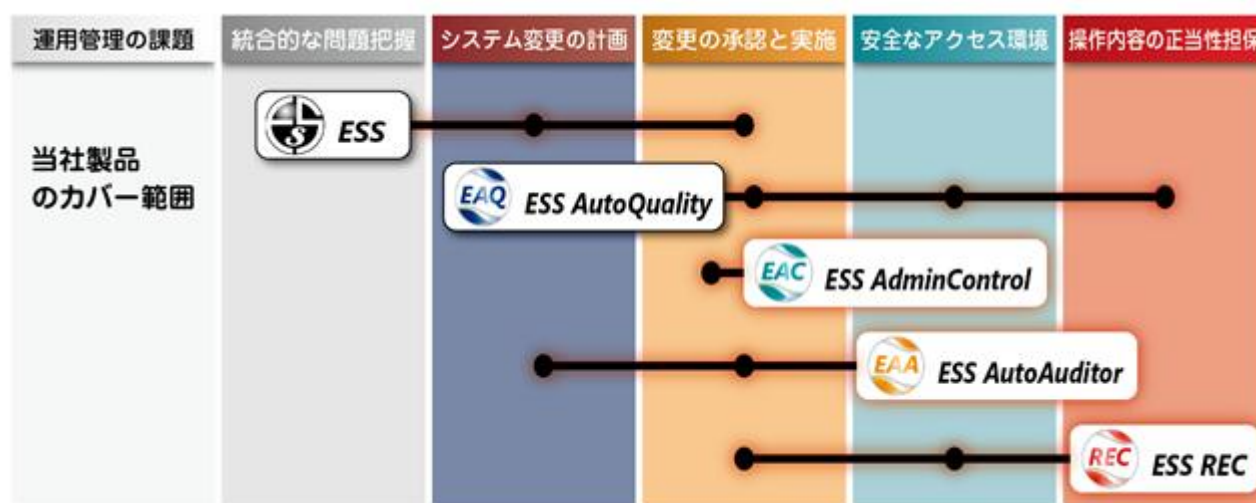 運用管理の課題
統合的な問題把握
システム変更の計画
変更の承認と実施
安全なアクセス環境
操作内容の正当性担保
当社製品
のカバー範囲
S ESS
EAQ ESS AutoQuality
EAC ESS AdminControl
EAA ESS AutoAuditor
REC ESS REC